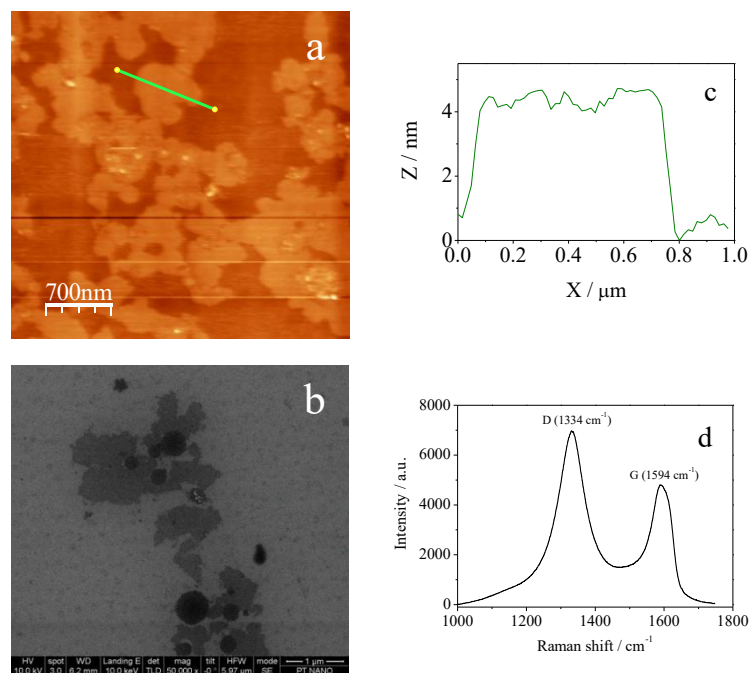 a
700nm
c
Z / nm
4
2
0
0.0 0.2 0.4 0.6 0.8 1.0
X / μm
b
HV spot WD Landing E det mag tilt HFW mode 1 μm
10.0 kV 3.0 6.2 mm 10.0 keV TLD 50 000 x -0 ° 5.97 μm SE PT NANO
d
D (1334 cm-1)
G (1594 cm-1)
Intensity / a.u.
8000
6000
4000
2000
0
1000 1200 1400 1600 1800
Raman shift / cm-1